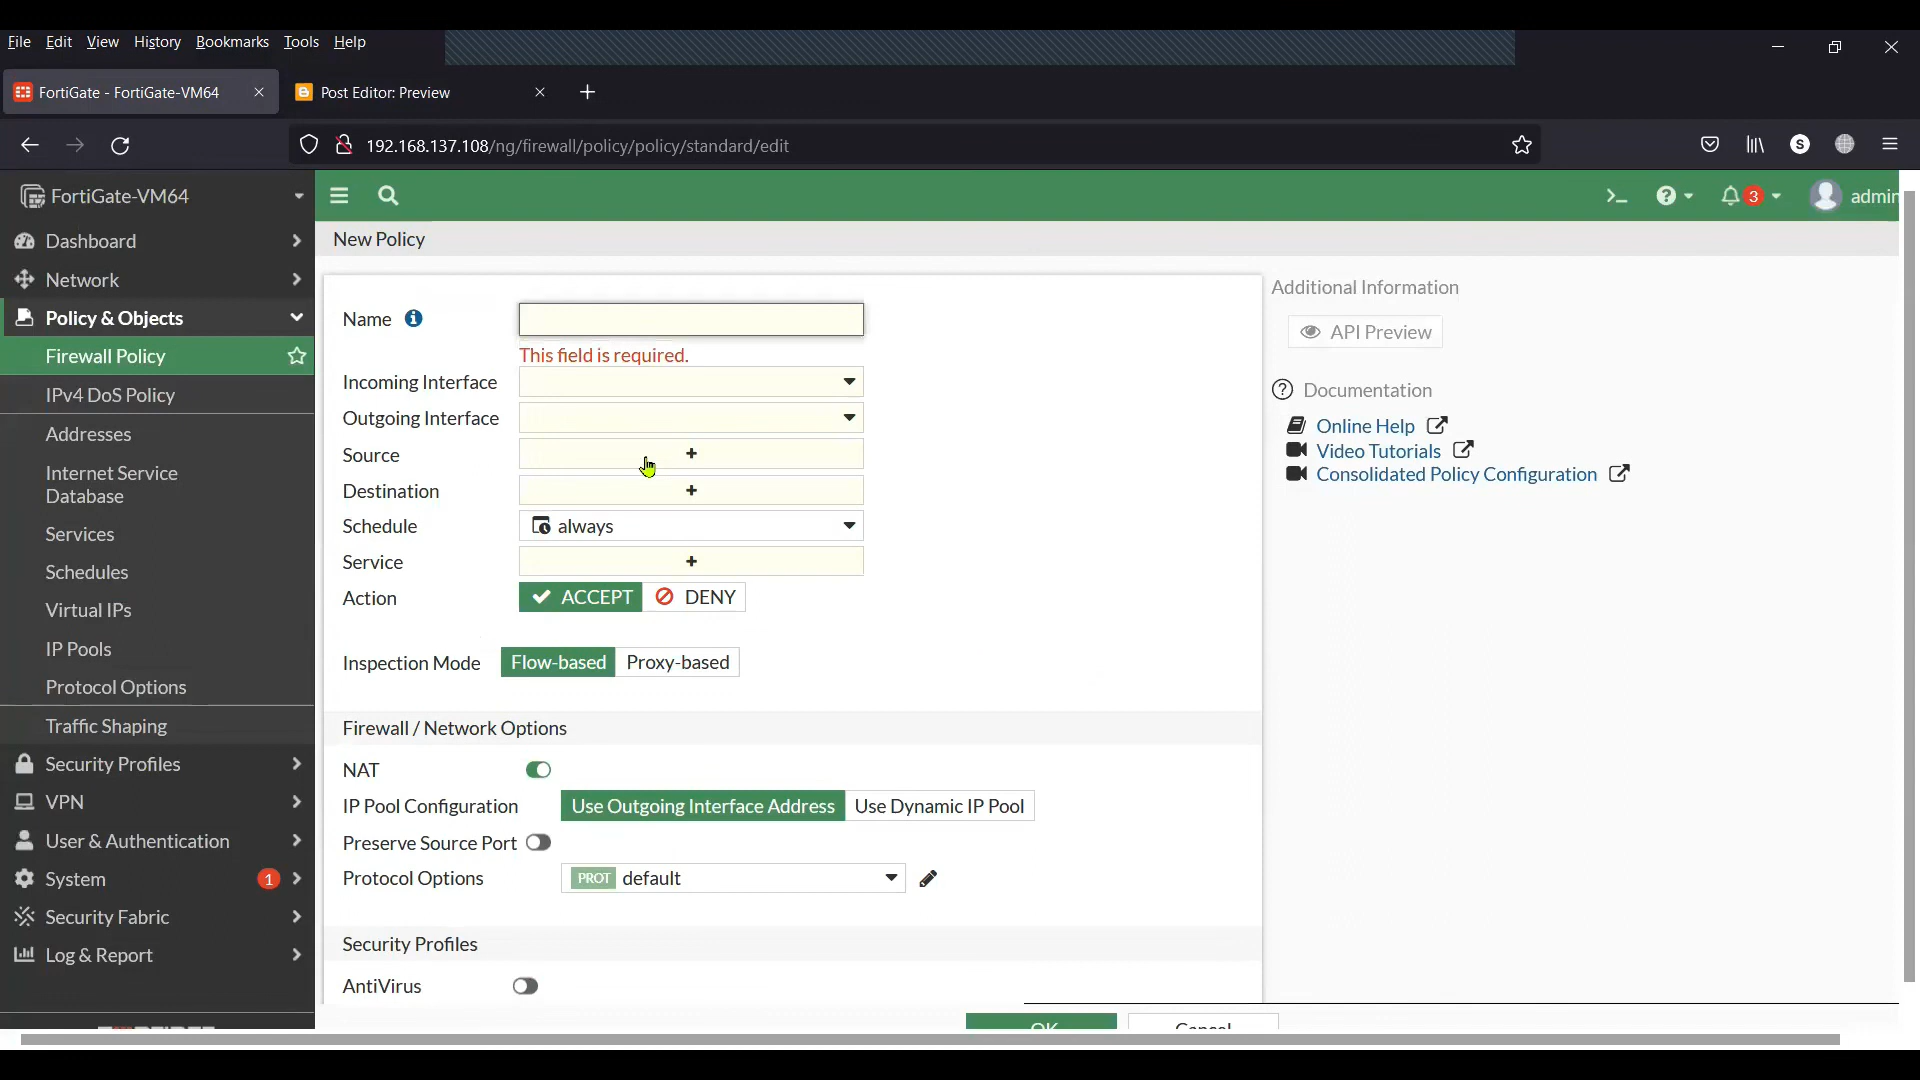 File Edit View History Bookmarks Tools Help
FortiGate - FortiGate-VM64
Post Editor: Preview
192.168.137.108/ng/firewall/policy/policy/standard/edit
S
FortiGate-VM64
3
admin
Dashboard
Network
Policy & Objects
Firewall Policy
IPv4 DoS Policy
Addresses
Internet Service
Database
Services
Schedules
Virtual IPs
IP Pools
Protocol Options
Traffic Shaping
Security Profiles
VPN
User & Authentication
System 1
Security Fabric
Log & Report
New Policy
Name
This field is required.
Incoming Interface
Outgoing Interface
Source
Destination
Schedule always
Service
Action ACCEPT DENY
Inspection Mode Flow-based Proxy-based
Firewall / Network Options
NAT
IP Pool Configuration Use Outgoing Interface Address Use Dynamic IP Pool
Preserve Source Port
Protocol Options PROT default
Security Profiles
AntiVirus
OK Cancel
Additional Information
API Preview
Documentation
Online Help
Video Tutorials
Consolidated Policy Configuration